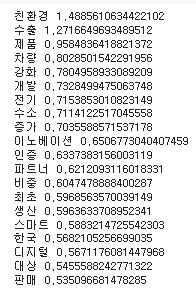 친환경 1,4885610634422102
수출 1,2716649693489512
제품 0,9584836418821372
차량 0,8028501542291956
강화 0,7804958933089209
개발 0,7328499475063748
전기 0,7153853010823149
수소 0,7114122517045558
증가 0,7035588571537178
이노베이션 0,6506773040407459
인증 0,6337383156003119
파트너 0,6212093116018331
비중 0,6047478888400287
최초 0,5968563570039149
생산 0,5963633708952341
스마트 0,5883214725542303
한국 0,5682105256699035
디지털 0,5671176081447968
대상 0,5455588242771322
판매 0,535096681478285